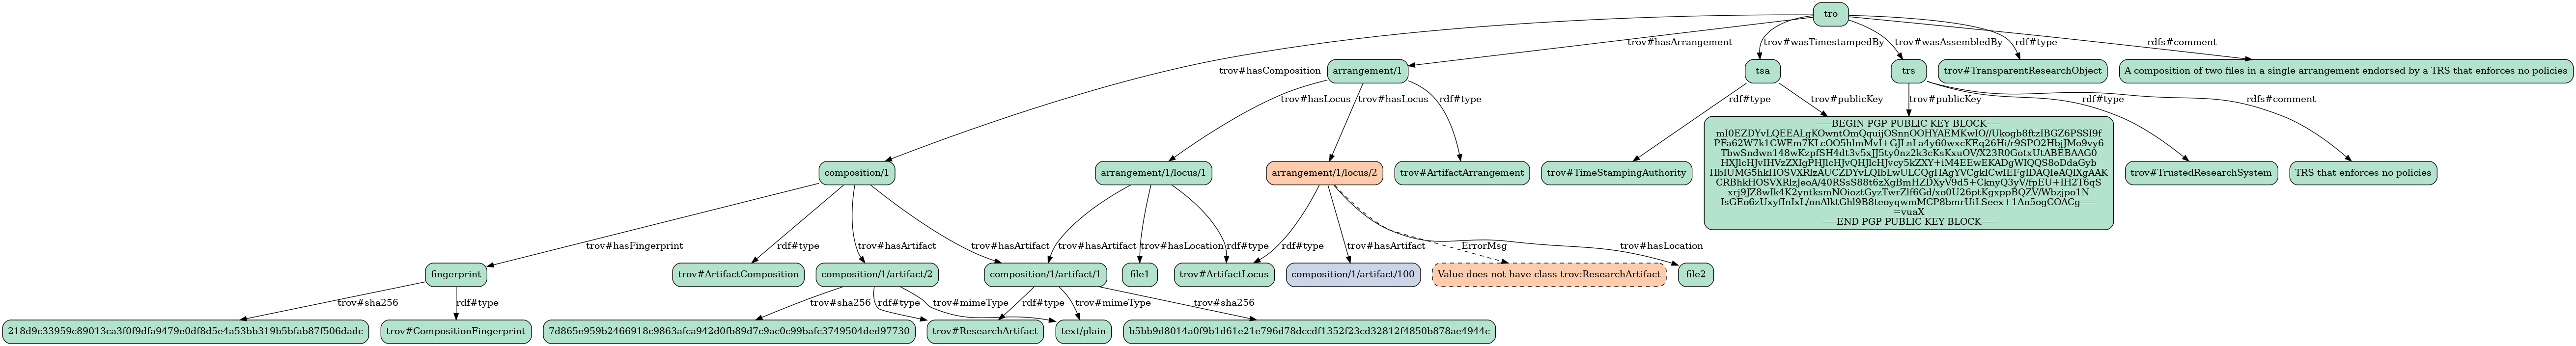 tro
trov#hasComposition
trov#hasArrangement
trov#wasTimestampedBy
trov#wasAssembledBy
rdf#type
rdfs#comment
arrangement/1
tsa
trs
trov#TransparentResearchObject
A composition of two files in a single arrangement endorsed by a TRS that enforces no policies
trov#hasLocus
trov#hasLocus
rdf#type
rdf#type
trov#publicKey
trov#publicKey
rdf#type
rdfs#comment
composition/1
arrangement/1/locus/1
arrangement/1/locus/2
trov#ArtifactArrangement
trov#TimeStampingAuthority
-----BEGIN PGP PUBLIC KEY BLOCK-----
mI0EZDYvLQEEALgKOwntOmQquijOSnnOOHYAEMKwIO//Ukogb8ftzIBGZ6PSSI9f
PFa62W7k1CWEm7KLcOO5hlmMvI+GJLnLa4y60wxcKEq26Hi/r9SPO2HbjJMo9vy6
TbwSndwn148wKzpfSH4dt3v5xJJ5ty0nz2k3cKsKxuOV/X23R0GotxUtABEBAAG0
HXJlcHJvIHVzZXIgPHJlcHJvQHJlcHJvcy5kZXY+iM4EEwEKADgWIQQS8oDdaGyb
HbIUMG5hkHOSVXRlzAUCZDYvLQIbLwULCQgHAgYVCgkICwIEFgIDAQIeAQIXgAAK
CRBhkHOSVXRlzJeoA/40RSsS88t6zXgBmHZDXyV9d5+CknyQ3yV/fpEU+IH2T6qS
xrj9JZ8wIk4K2yntksmNOioztGyzTwrZlf6Gd/xo0U26ptKgxppBQZV/Wbzjpo1N
IsGEo6zUxyfInIxL/nnAlktGhl9B8teoyqwmMCP8bmrUiLSeex+1An5ogCOACg==
=vuaX
-----END PGP PUBLIC KEY BLOCK-----
trov#TrustedResearchSystem
TRS that enforces no policies
trov#hasFingerprint
rdf#type
trov#hasArtifact
trov#hasArtifact
trov#hasArtifact
trov#hasLocation
rdf#type
rdf#type
trov#hasArtifact
ErrorMsg
trov#hasLocation
fingerprint
trov#ArtifactComposition
composition/1/artifact/2
composition/1/artifact/1
file1
trov#ArtifactLocus
composition/1/artifact/100
Value does not have class trov:ResearchArtifact
file2
trov#sha256
rdf#type
trov#sha256
rdf#type
trov#mimeType
rdf#type
trov#mimeType
trov#sha256
218d9c33959c89013ca3f0f9dfa9479e0df8d5e4a53bb319b5bfab87f506dadc
trov#CompositionFingerprint
7d865e959b2466918c9863afca942d0fb89d7c9ac0c99bafc3749504ded97730
trov#ResearchArtifact
text/plain
b5bb9d8014a0f9b1d61e21e796d78dccdf1352f23cd32812f4850b878ae4944c